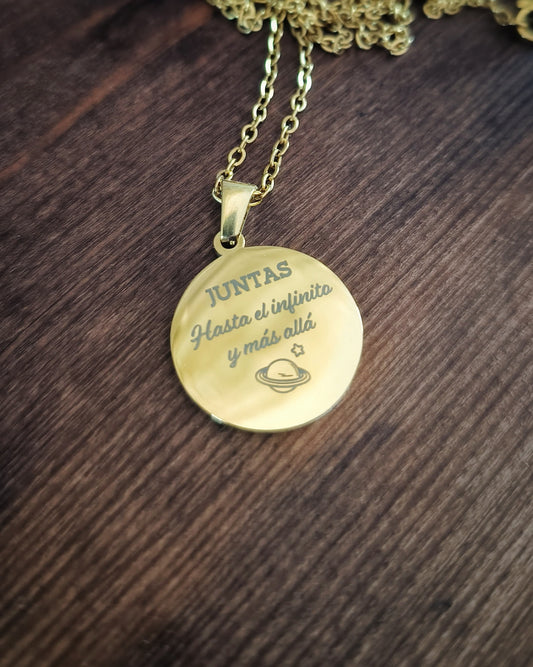 JUNTAS
Hasta el infinito
y más allá